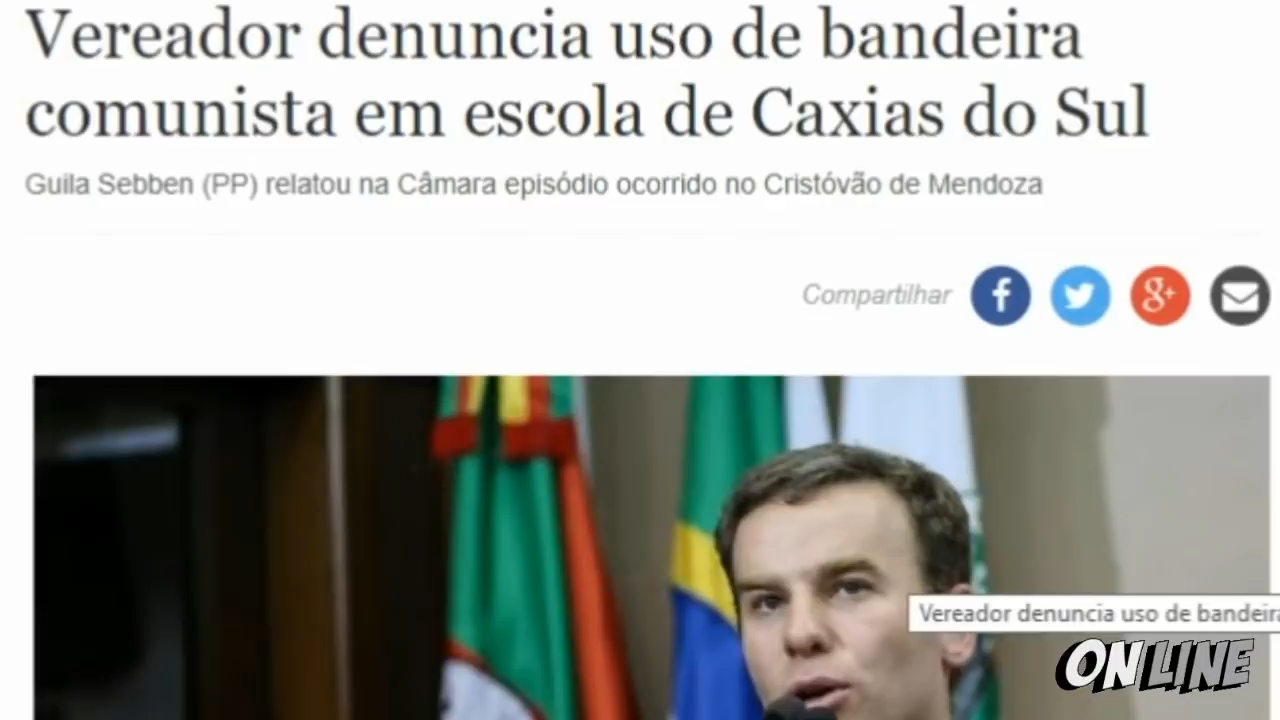 Vereador denuncia uso de bandeira
comunista em escola de Caxias do Sul
Guila Sebben (PP) relatou na Câmara episódio ocorrido no Cristóvão de Mendoza
Compartilhar
Vereador denuncia uso de bandeira
ONLINE